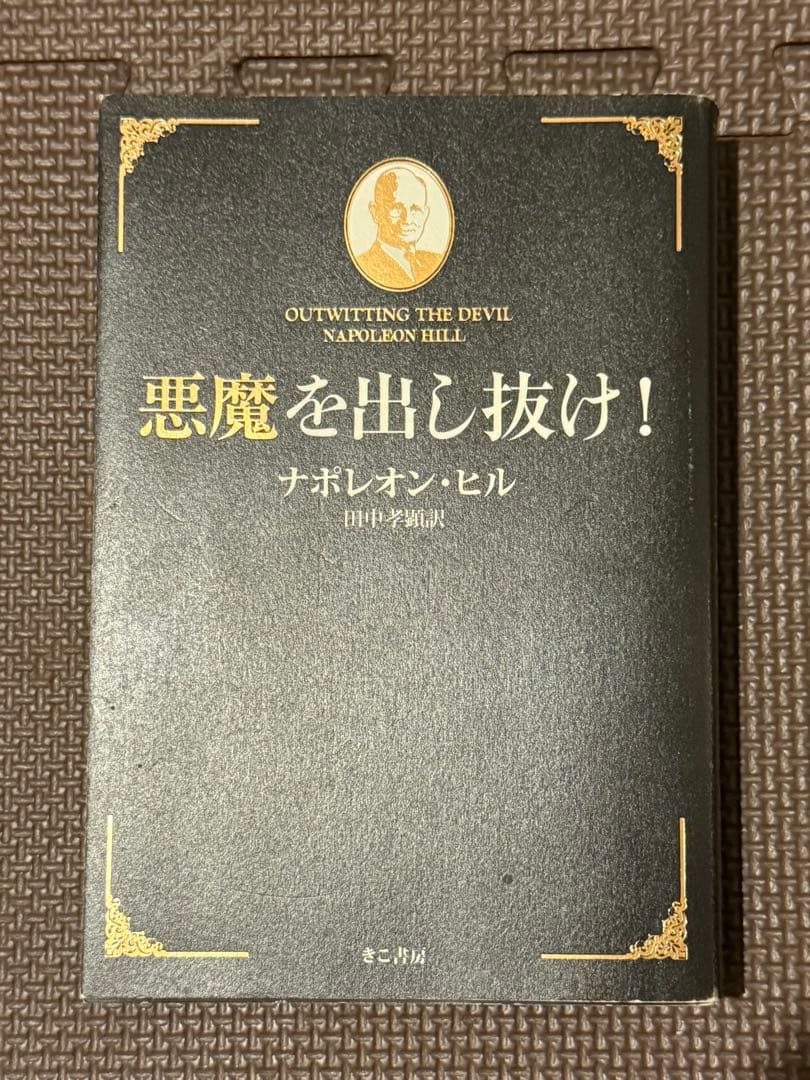 OUTWITTING THE DEVIL
NAPOLEON HILL
悪魔を出し抜け！
ナポレオン・ヒル
田中孝顕訳
きこ書房